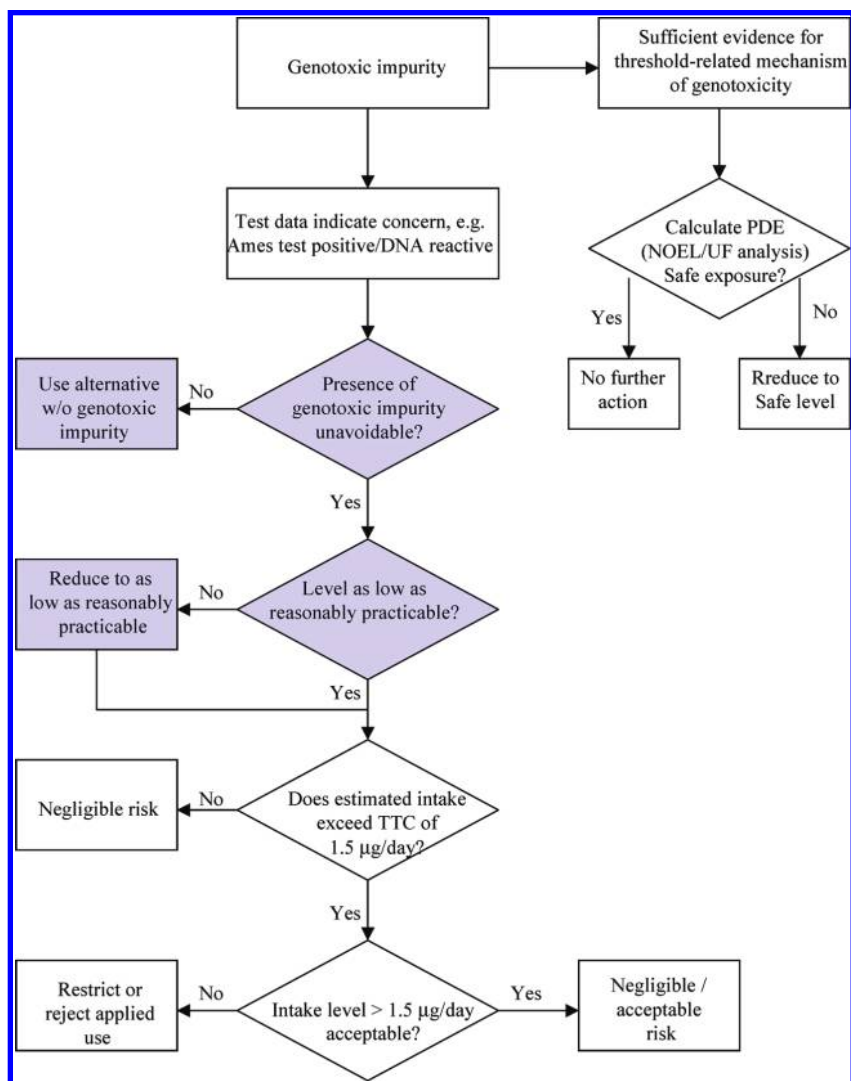 Genotoxic impurity
Sufficient evidence for
threshold-related mechanism
of genotoxicity
Test data indicate concern, e.g.
Ames test positive/DNA reactive
Calculate PDE
(NOEL/UF analysis)
Safe exposure?
Yes
No
No further
action
Rreduce to
Safe level
Use alternative
w/o genotoxic
impurity
No
Presence of
genotoxic impurity
unavoidable?
Yes
Reduce to as
low as reasonably
practicable
No
Level as low as
reasonably practicable?
Yes
Negligible risk
No
Does estimated intake
exceed TTC of
1.5 μg/day?
Yes
Restrict or
reject applied
use
No
Intake level > 1.5 μg/day
acceptable?
Yes
Negligible /
acceptable
risk